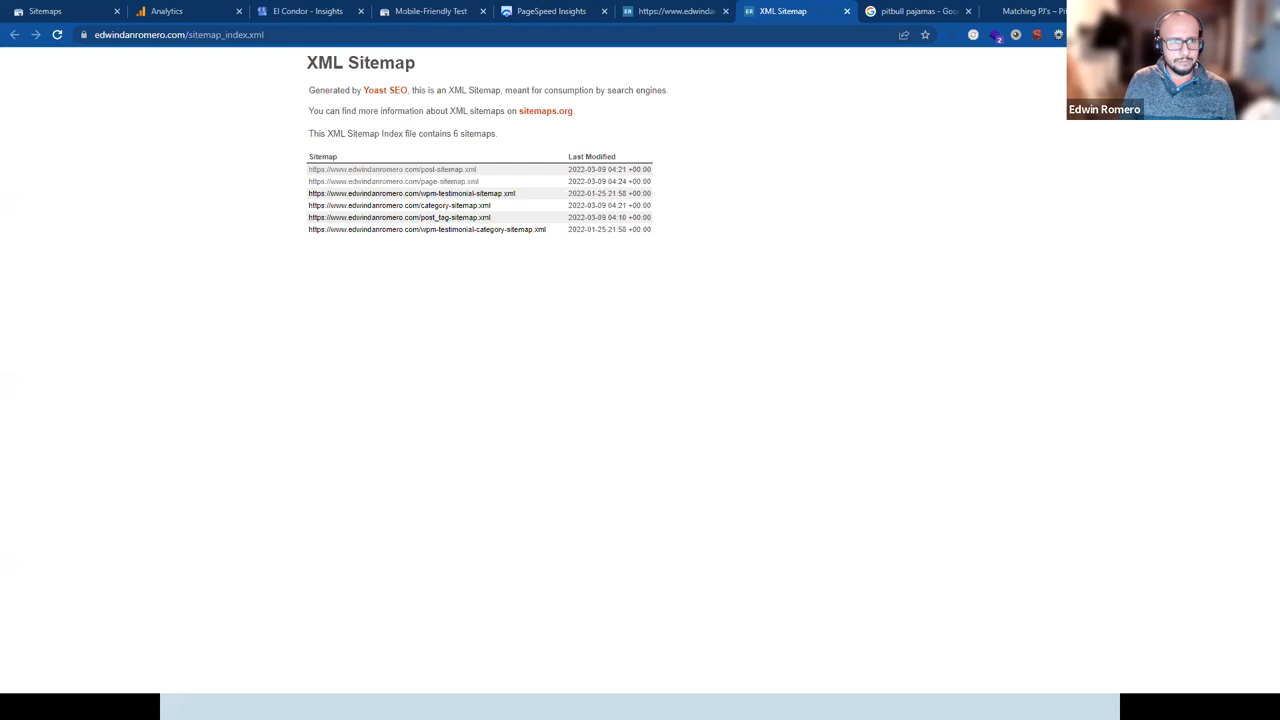 Sitemaps
Analytics
El Condor - Insights
Mobile-Friendly Test
PageSpeed Insights
https://www.edwinda
XML Sitemap
pitbull pajamas - Goo
Matching PJ's – Pit
edwindanromero.com/sitemap_index.xml
2
Edwin Romero
XML Sitemap
Generated by Yoast SEO, this is an XML Sitemap, meant for consumption by search engines.
You can find more information about XML sitemaps on sitemaps.org.
This XML Sitemap Index file contains 6 sitemaps.
Sitemap Last Modified
https://www.edwindanromero.com/post-sitemap.xml 2022-03-09 04:21 +00:00
https://www.edwindanromero.com/page-sitemap.xml 2022-03-09 04:24 +00:00
https://www.edwindanromero.com/wpm-testimonial-sitemap.xml 2022-01-25 21:58 +00:00
https://www.edwindanromero.com/category-sitemap.xml 2022-03-09 04:21 +00:00
https://www.edwindanromero.com/post_tag-sitemap.xml 2022-03-09 04:10 +00:00
https://www.edwindanromero.com/wpm-testimonial-category-sitemap.xml 2022-01-25 21:58 +00:00